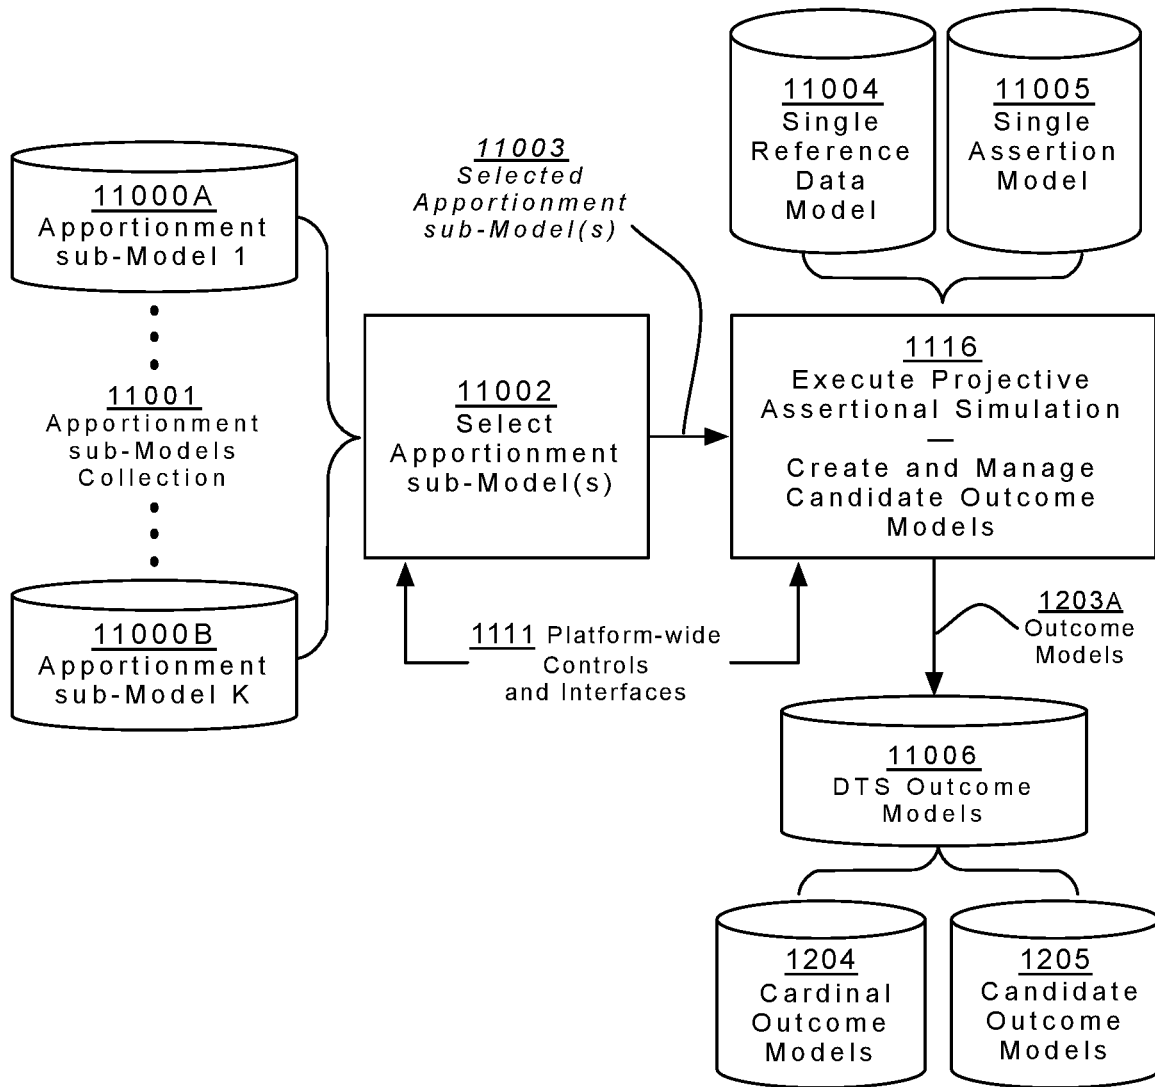 11000A
Apportionment
sub-Model 1
11001
Apportionment
sub-Models
Collection
11000B
Apportionment
sub-Model K
11002
Select
Apportionment
sub-Model(s)
11003
Selected
Apportionment
sub-Model(s)
11004
Single
Reference
Data
Model
11005
Single
Assertion
Model
1116
Execute Projective
Assertional Simulation
—
Create and Manage
Candidate Outcome
Models
1111 Platform-wide
Controls
and Interfaces
1203A
Outcome
Models
11006
DTS Outcome
Models
1204
Cardinal
Outcome
Models
1205
Candidate
Outcome
Models